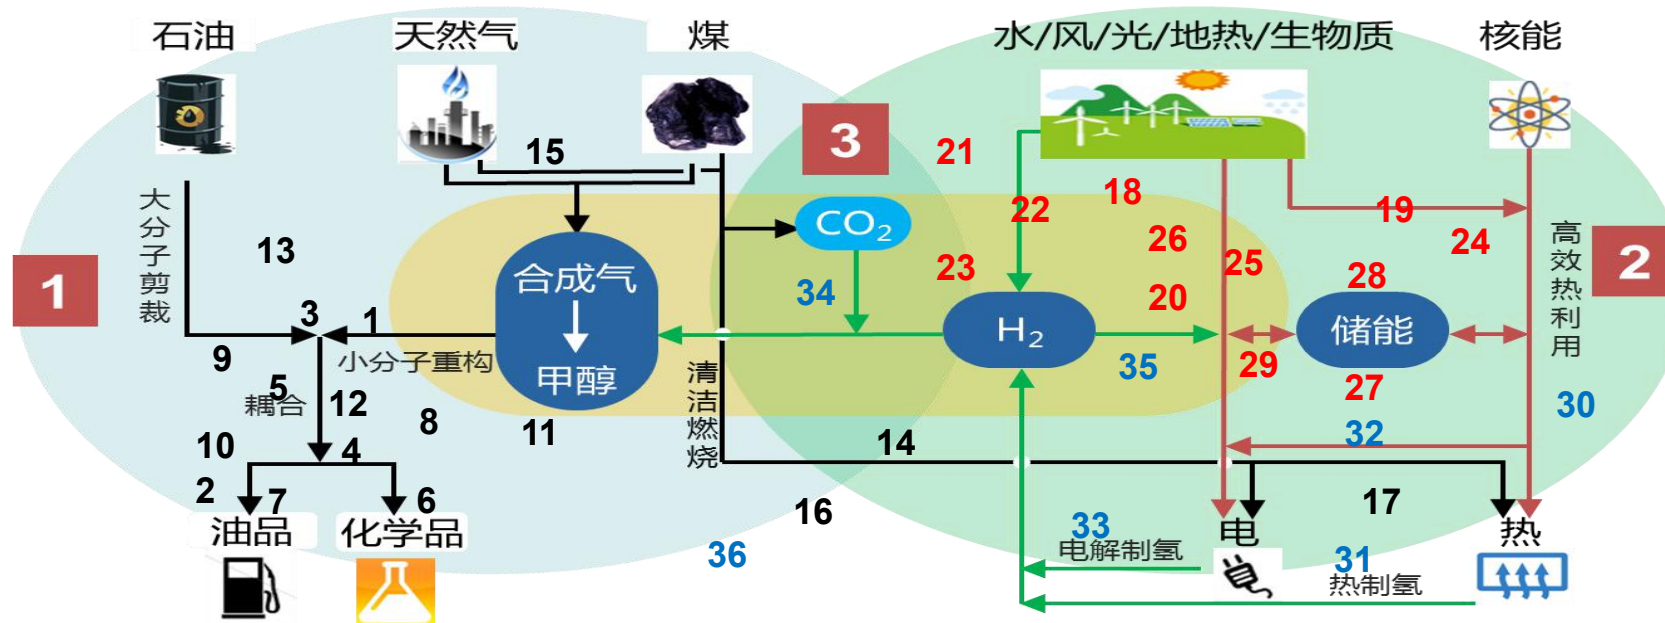 石油
天然气
煤
水/风/光/地热/生物质
核能
15
3
21
大分子剪裁
22
18
19
CO₂
26
24
高效热利用
13
合成气
23
25
28
2
1
34
20
3
1
H₂
储能
9
小分子重构
甲醇
35
29
清洁燃烧
5
耦合
12
27
30
8
11
32
10
4
14
2
7
6
16
17
油品
化学品
33
电
热
36
电解制氢
31
热制氢